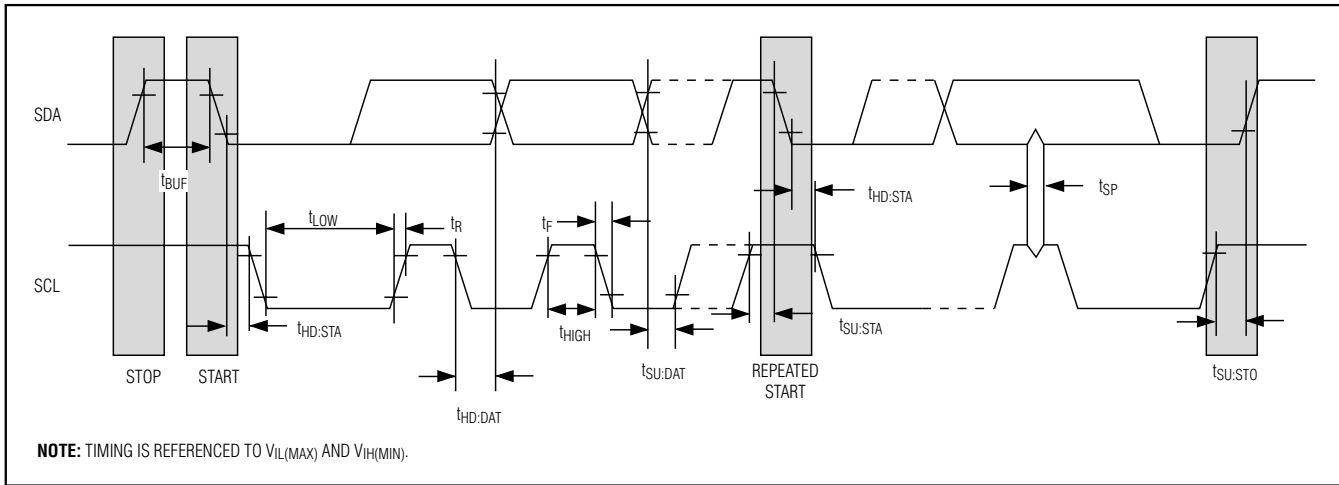 SDA
tBUF
tHD:STA
tSP
tLOW
tR
tF
SCL
tHD:STA
tHIGH
tSU:STA
tSU:DAT
tSU:STO
STOP
START
REPEATED
START
tHD:DAT
NOTE: TIMING IS REFERENCED TO VIL(MAX) AND VIH(MIN).